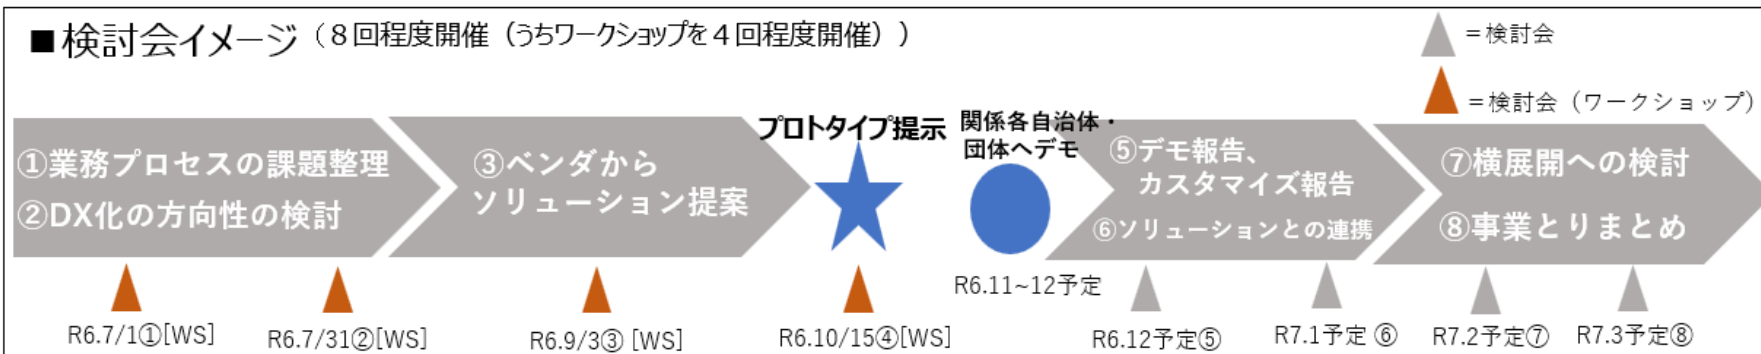 ■検討会イメージ（８回程度開催（うちワークショップを４回程度開催））
＝検討会
＝検討会（ワークショップ）
①業務プロセスの課題整理
②DX化の方向性の検討
③ベンダから
ソリューション提案
プロトタイプ提示
関係各自治体・
団体へデモ
⑤デモ報告、
カスタマイズ報告
⑥ソリューションとの連携
⑦横展開への検討
⑧事業とりまとめ
R6.7/1①[WS]
R6.7/31②[WS]
R6.9/3③ [WS]
R6.10/15④[WS]
R6.11~12予定
R6.12予定⑤
R7.1予定 ⑥
R7.2予定⑦
R7.3予定⑧